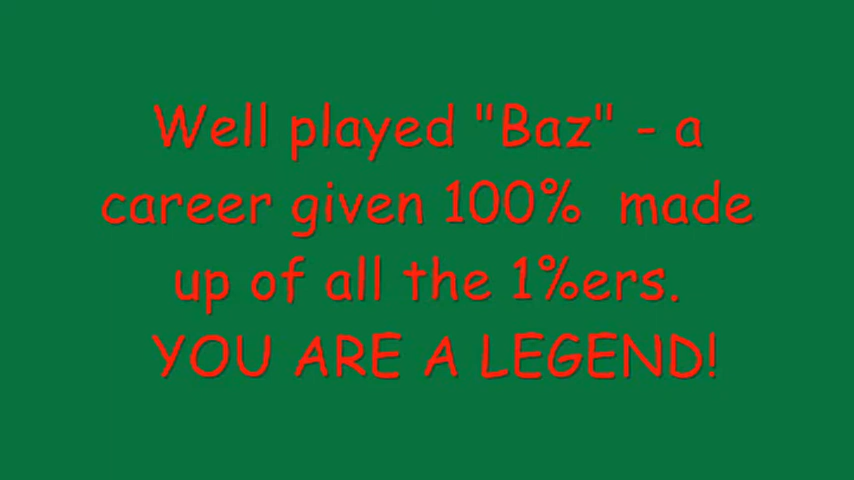 Well played "Baz" - a
career given 100%  made
up of all the 1%ers.
YOU ARE A LEGEND!